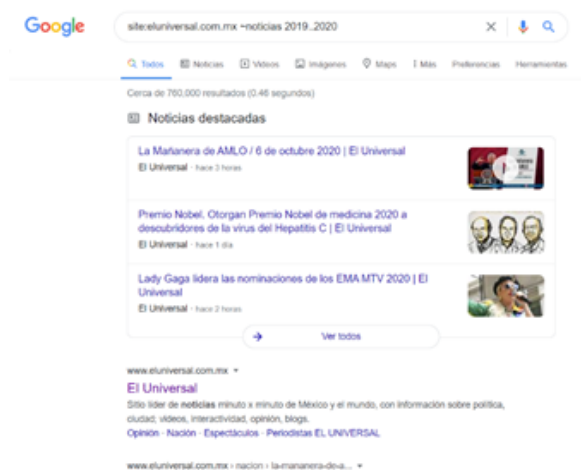 Google
site:eluniversal.com.mx ~noticias 2019..2020
Todos Noticias Videos Imágenes Maps Más Preferencias Herramientas
Cerca de 760,000 resultados (0.46 segundos)
Noticias destacadas
La Mañanera de AMLO / 6 de octubre 2020 | El Universal
El Universal · hace 3 horas
Premio Nobel. Otorgan Premio Nobel de medicina 2020 a
descubridores de la virus del Hepatitis C | El Universal
El Universal · hace 1 día
Lady Gaga lidera las nominaciones de los EMA MTV 2020 | El
Universal
El Universal · hace 2 horas
Ver todos
www.eluniversal.com.mx
El Universal
Sitio líder de noticias minuto x minuto de México y el mundo, con información sobre política,
ciudad, videos, interactividad, opinión, blogs.
Opinión · Nación · Espectáculos · Periodistas EL UNIVERSAL
www.eluniversal.com.mx › nacion › la-mananera-de-a...